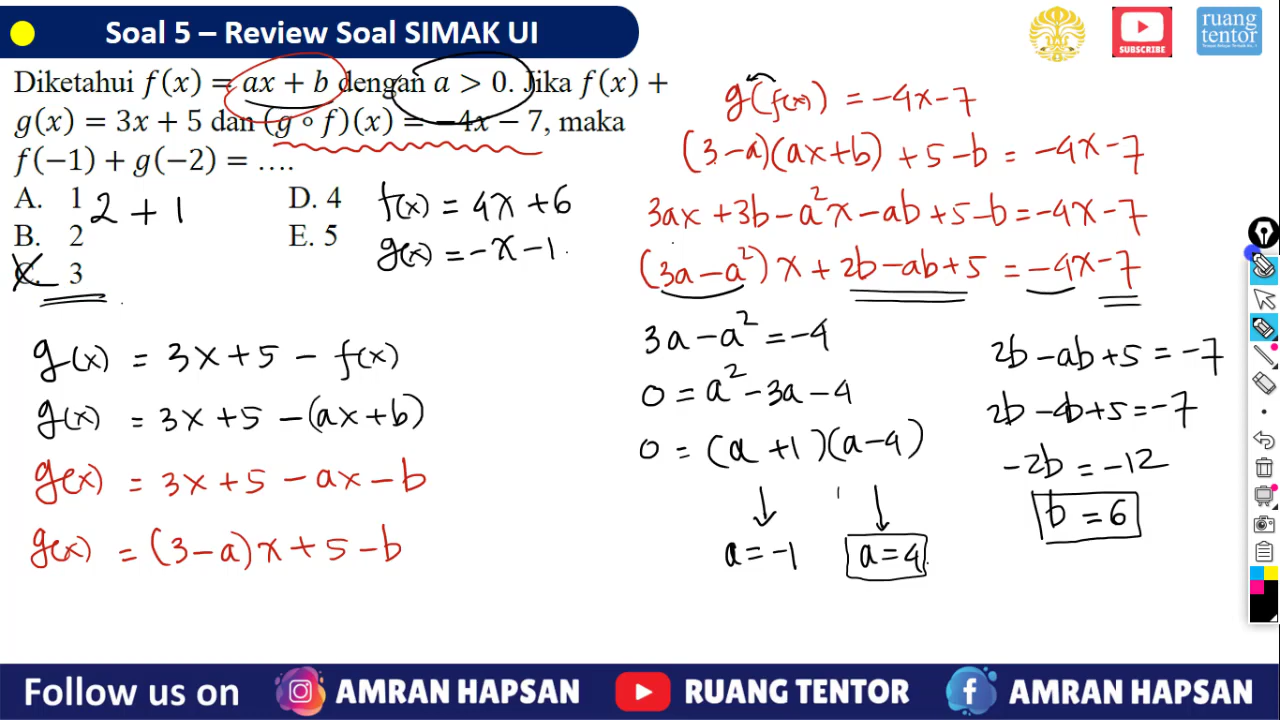 Soal 5 – Review Soal SIMAK UI
SUBSCRIBE
ruang
tentor
Diketahui f(x) = ax + b dengan a > 0. Jika f(x) +
g(x) = 3x + 5 dan (g ∘ f)(x) = −4x − 7, maka
f(−1) + g(−2) = ….
A. 1
B. 2
C. 3
D. 4
E. 5
2 + 1
f(x) = 4x + 6
g(x) = -x - 1
g(x) = 3x + 5 - f(x)
g(x) = 3x + 5 - (ax + b)
g(x) = 3x + 5 - ax - b
g(x) = (3 - a)x + 5 - b
g(f(x)) = -4x - 7
(3 - a)(ax + b) + 5 - b = -4x - 7
3ax + 3b - a²x - ab + 5 - b = -4x - 7
(3a - a²)x + 2b - ab + 5 = -4x - 7
3a - a² = -4
0 = a² - 3a - 4
0 = (a + 1)(a - 4)
a = -1
a = 4
2b - ab + 5 = -7
2b - 4b + 5 = -7
-2b = -12
b = 6
Follow us on
AMRAN HAPSAN
RUANG TENTOR
AMRAN HAPSAN